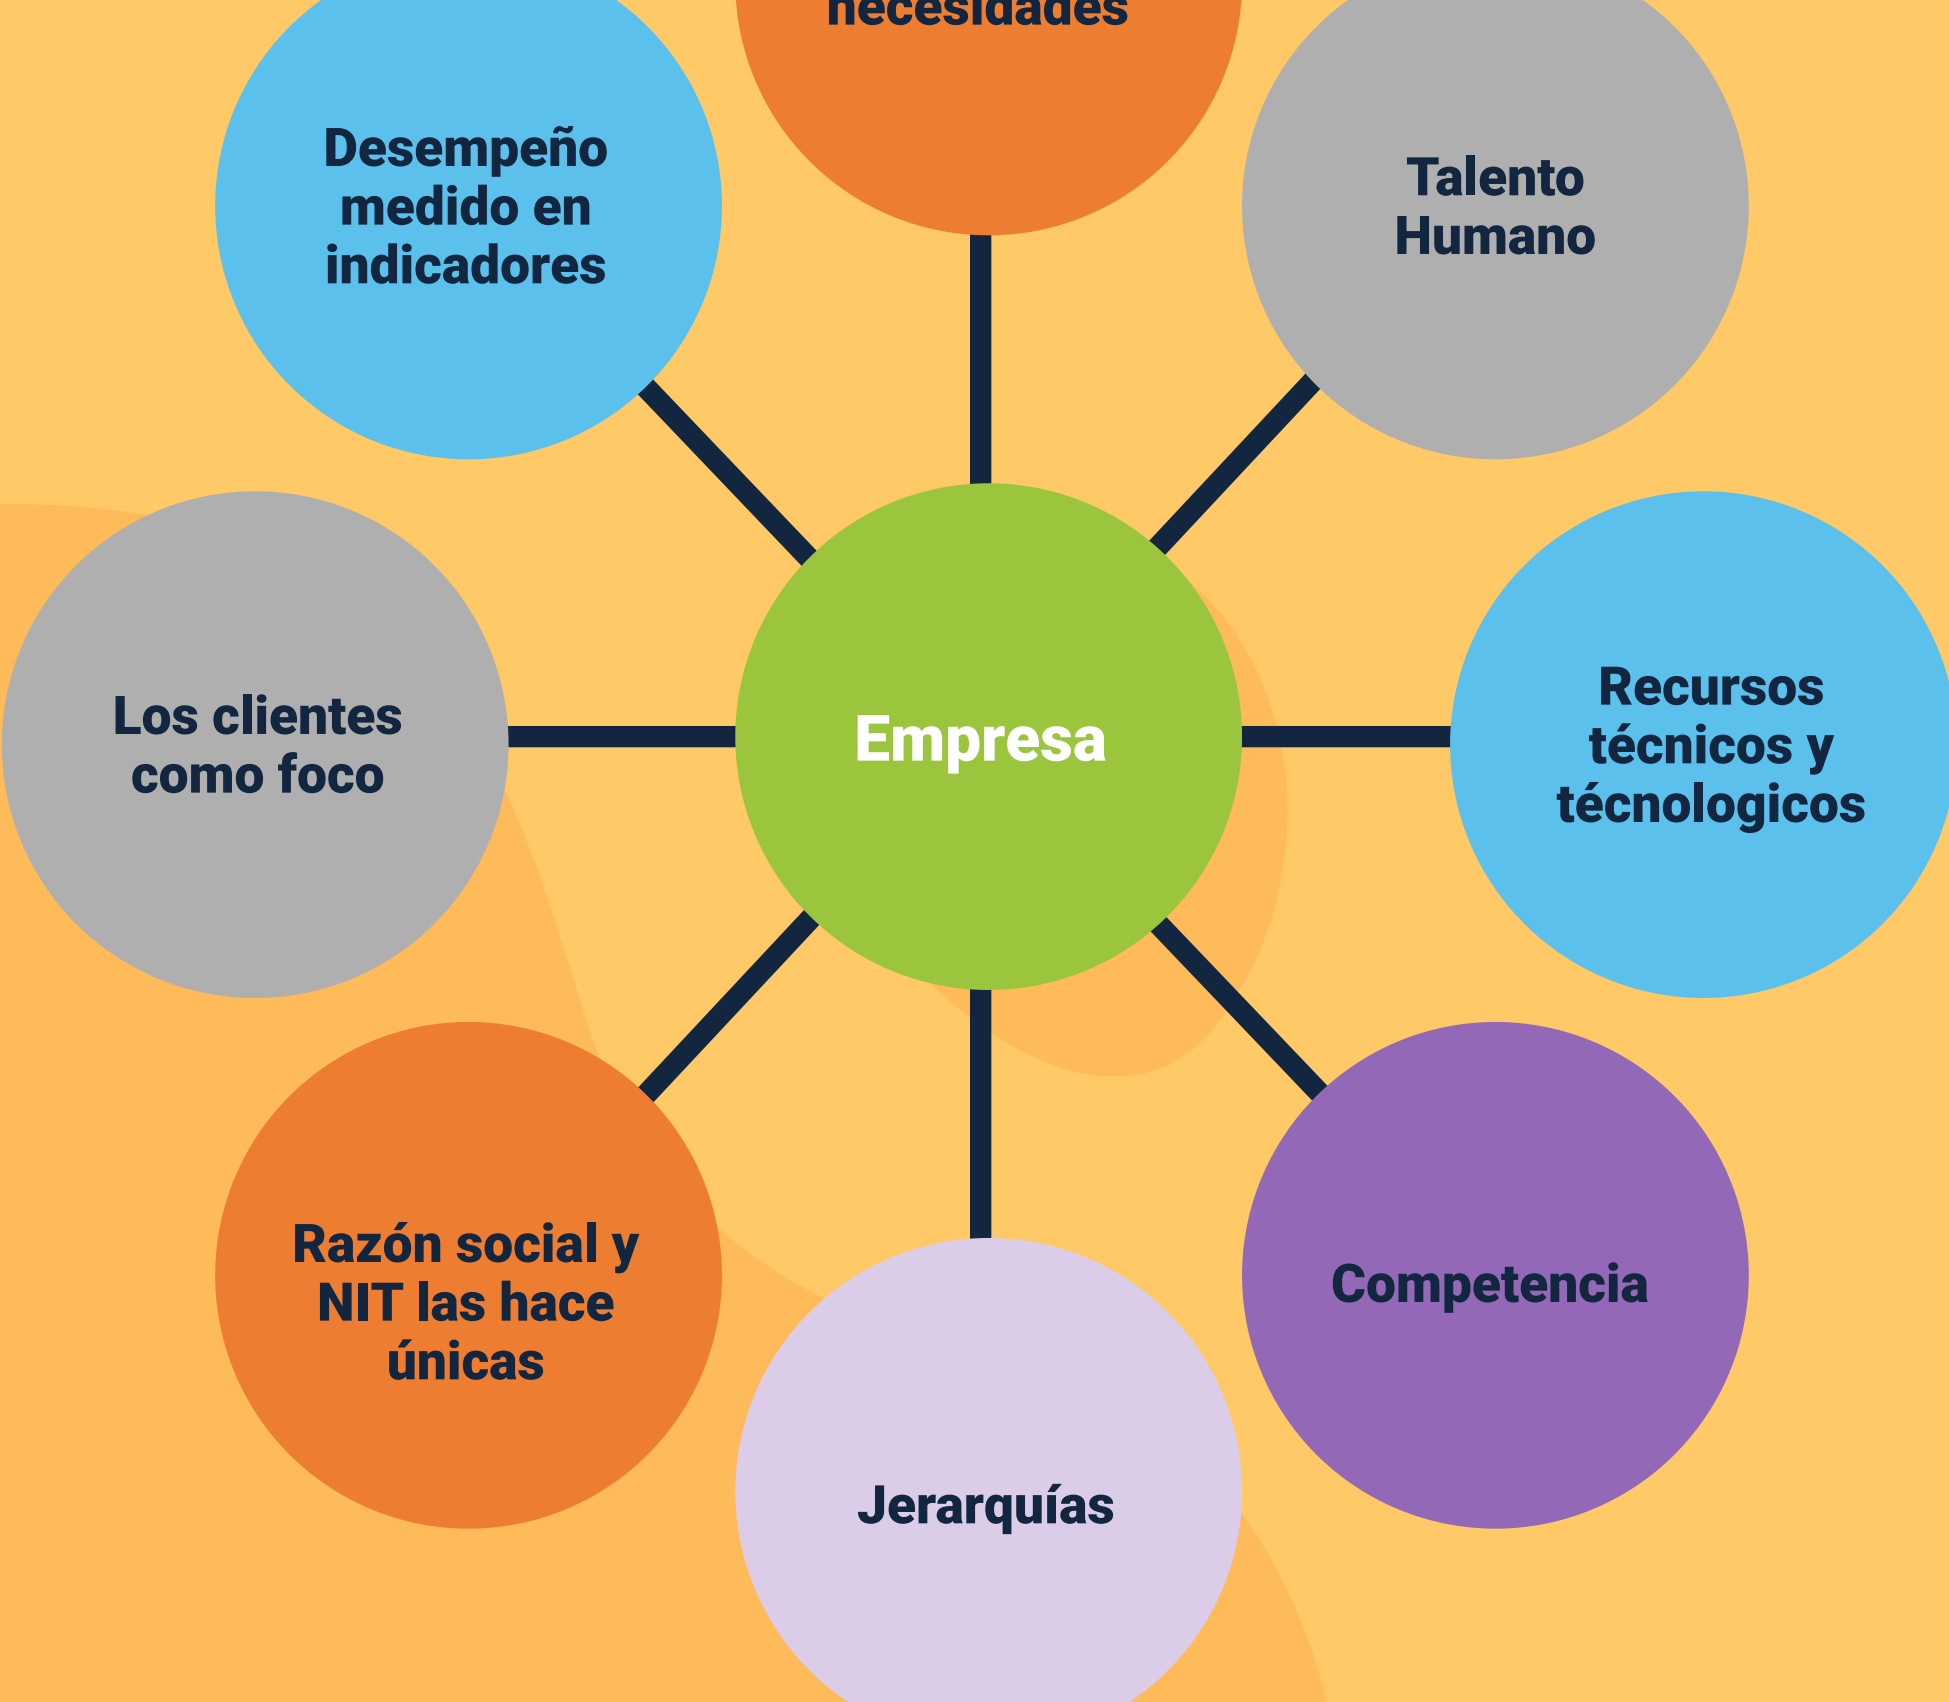 necesidades
Desempeño
medido en
indicadores
Talento
Humano
Los clientes
como foco
Empresa
Recursos
técnicos y
técnologicos
Razón social y
NIT las hace
únicas
Competencia
Jerarquías